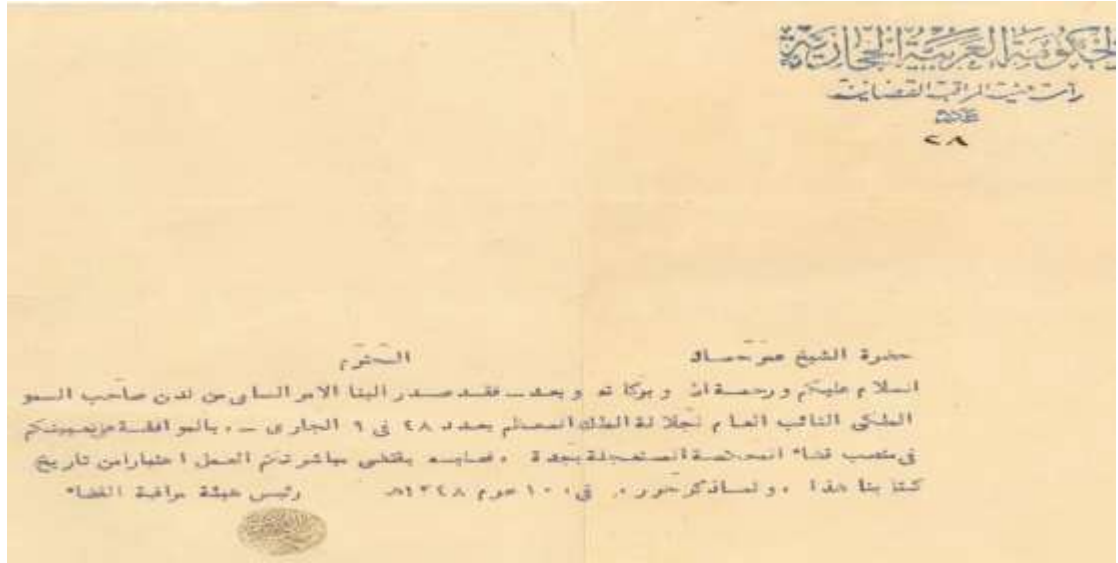 الحكومة العربية الحجازية
رآسة هيئة المراقبة القضائية
عدد
٢٨
حضرة الشيخ عمر حمدان المحترم
السلام عليكم ورحمة الله وبركاته وبعد فقد صدر الينا الامر السامي من لدن صاحب السمو
الملكي النائب العام لجلالة الملك المعظم بعدد ٤٨ في ٩ الجاري ، بالموافقة على تعيينكم
في منصب قضاء المحكمة المستعجلة بجدة ، فعليه يقتضي مباشرتكم العمل اعتبارا من تاريخ
كتابنا هذا ، ولما ذكر حرر ، في ١٠ محرم ١٣٤٨هـ رئيس هيئة مراقبة القضاء